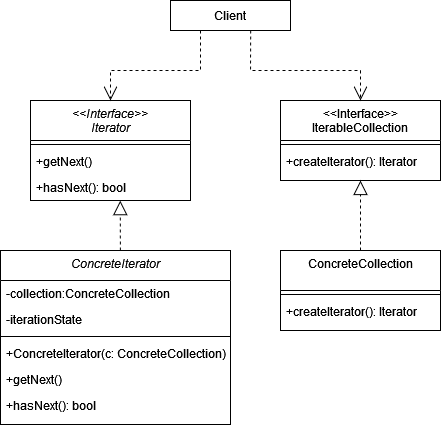 Client
<<Interface>>
Iterator
+getNext()
+hasNext(): bool
<<Interface>>
IterableCollection
+createIterator(): Iterator
ConcreteIterator
-collection:ConcreteCollection
-iterationState
+ConcreteIterator(c: ConcreteCollection)
+getNext()
+hasNext(): bool
ConcreteCollection
+createIterator(): Iterator